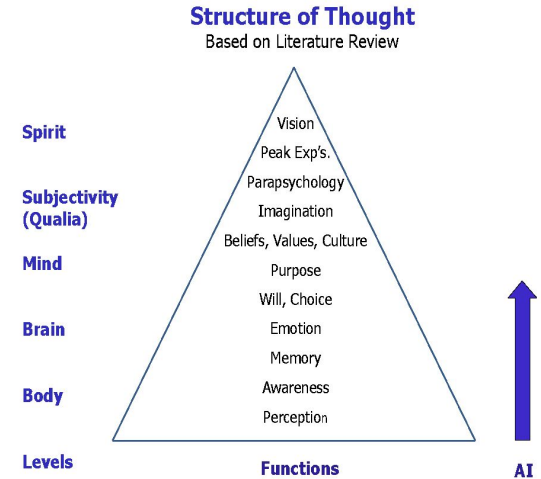 Structure of Thought
Based on Literature Review
Vision
Spirit
Peak Exp's.
Parapsychology
Subjectivity
(Qualia)
Imagination
Beliefs, Values, Culture
Mind
Purpose
Will, Choice
Brain
Emotion
Memory
Body
Awareness
Perception
Levels
Functions
AI